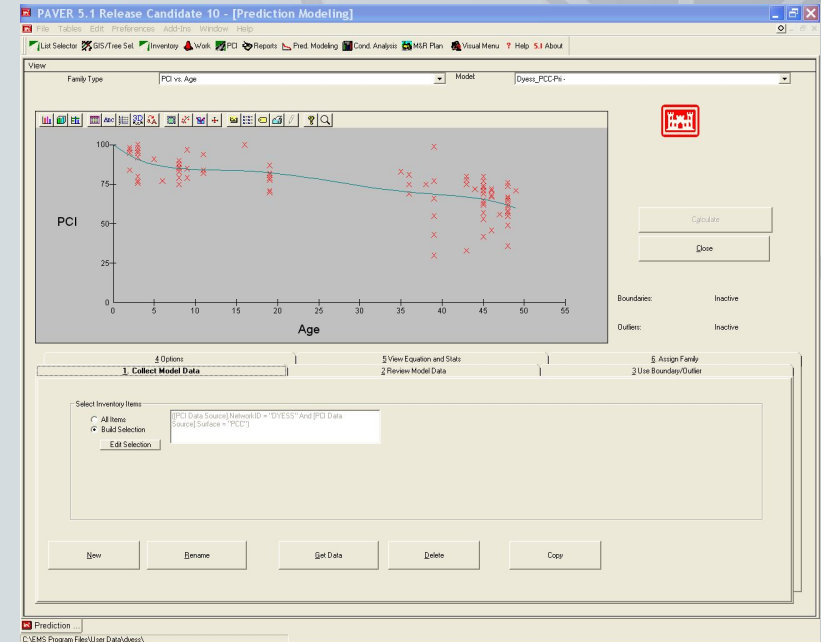 PAVER 5.1 Release Candidate 10 - [Prediction Modeling]
File Tables Edit Preferences Add-Ins Window Help
List Selector GIS/Tree Sel. Inventory Work PCI Reports Pred. Modeling Cond. Analysis M&R Plan Visual Menu ? Help 5.1 About
View
Family Type PCI vs. Age Model: Dyess_PCC-Pri -
100
75
PCI 50
25
0
0 5 10 15 20 25 30 35 40 45 50 55
Age
Calculate
Close
Boundaries: Inactive
Outliers: Inactive
4 Options 5 View Equation and Stats 6. Assign Family
1. Collect Model Data 2 Review Model Data 3 Use Boundary/Outlier
Select Inventory Items
All Items
Build Selection
Edit Selection
([PCI Data Source].NetworkID = "DYESS" And [PCI Data
Source].Surface = "PCC")
New Rename Get Data Delete Copy
Prediction ...
C:\EMS Program Files\User Data\dyess\